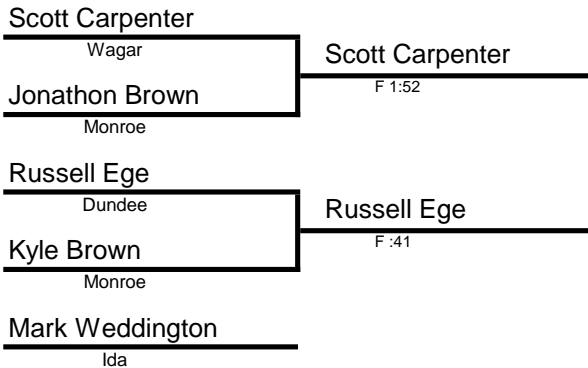 Scott Carpenter
Wagar
Scott Carpenter
F 1:52
Jonathon Brown
Monroe
Russell Ege
Dundee
Russell Ege
F :41
Kyle Brown
Monroe
Mark Weddington
Ida